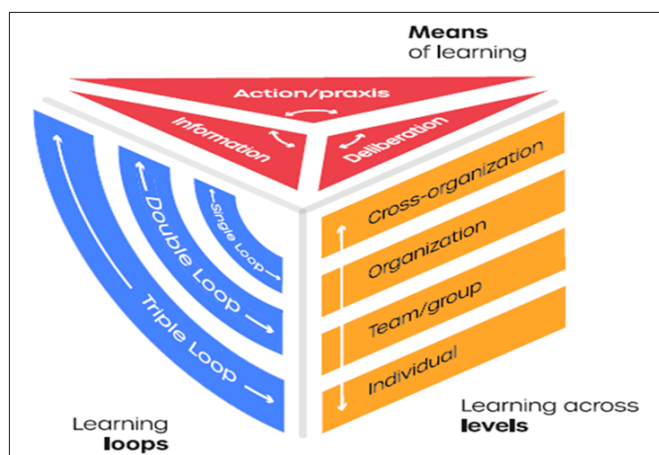 Means
of learning
Action/praxis
Information
Deliberation
Single Loop
Double Loop
Triple Loop
Cross-organization
Organization
Team/group
Individual
Learning
loops
Learning across
levels